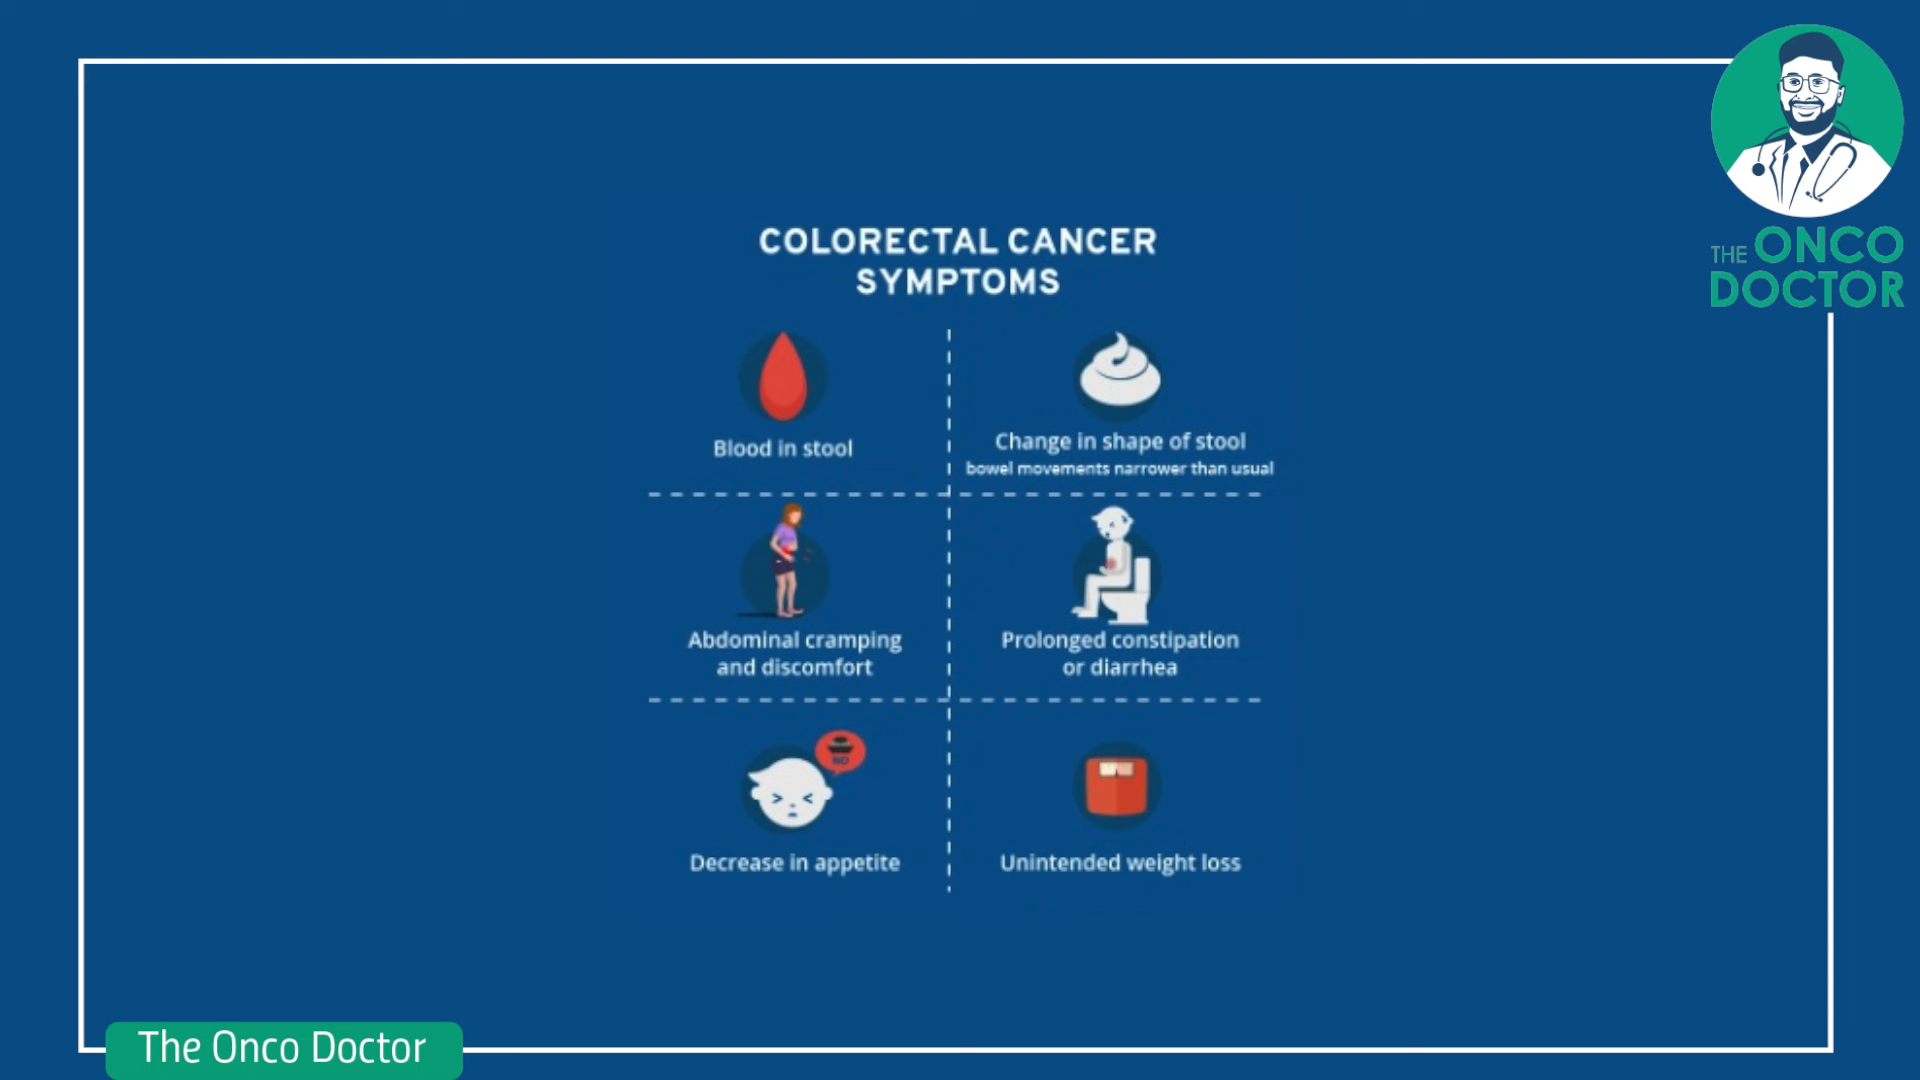 THE ONCO
DOCTOR
COLORECTAL CANCER
SYMPTOMS
Blood in stool
Change in shape of stool
bowel movements narrower than usual
Abdominal cramping
and discomfort
Prolonged constipation
or diarrhea
NO
Decrease in appetite
Unintended weight loss
The Onco Doctor